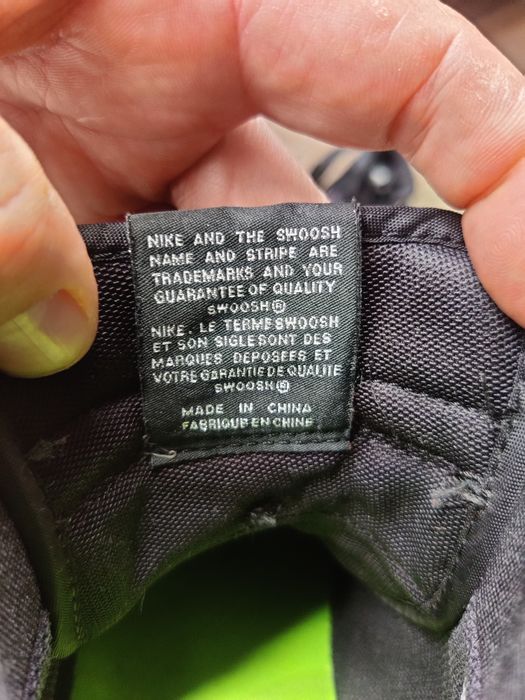 NIKE AND THE SWOOSH
NAME AND STRIPE ARE
TRADEMARKS AND YOUR
GUARANTEE OF QUALITY
SWOOSH®
NIKE. LE TERME SWOOSH
ET SON SIGLE SONT DES
MARQUES DEPOSEES ET
VOTRE GARANTIE DE QUALITE
SWOOSH®
MADE IN CHINA
FABRIQUE EN CHINE